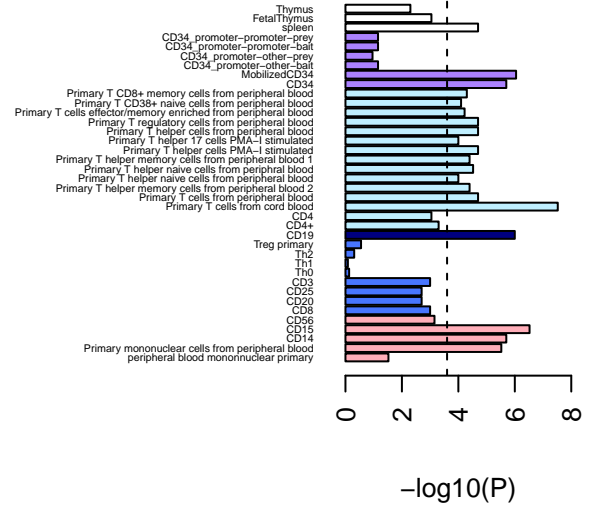 Thymus
FetalThymus
spleen
CD34_promoter-promoter-prey
CD34_promoter-promoter-bait
CD34_promoter-other-prey
CD34_promoter-other-bait
MobilizedCD34
CD34
Primary T CD8+ memory cells from peripheral blood
Primary T CD38+ naive cells from peripheral blood
Primary T cells effector/memory enriched from peripheral blood
Primary T regulatory cells from peripheral blood
Primary T helper cells from peripheral blood
Primary T helper 17 cells PMA-I stimulated
Primary T helper cells PMA-I stimulated
Primary T helper memory cells from peripheral blood 1
Primary T helper naive cells from periphral blood
Primary T helper naive cells from peripheral blood
Primary T helper memory cells from peripheral blood 2
Primary T cells from peripheral blood
Primary T cells from cord blood
CD4
CD4+
CD19
Treg primary
Th2
Th1
Th0
CD3
CD25
CD20
CD8
CD56
CD15
CD14
Primary mononuclear cells from peripheral blood
peripheral blood mononnuclear primary
0 2 4 6 8
−log10(P)